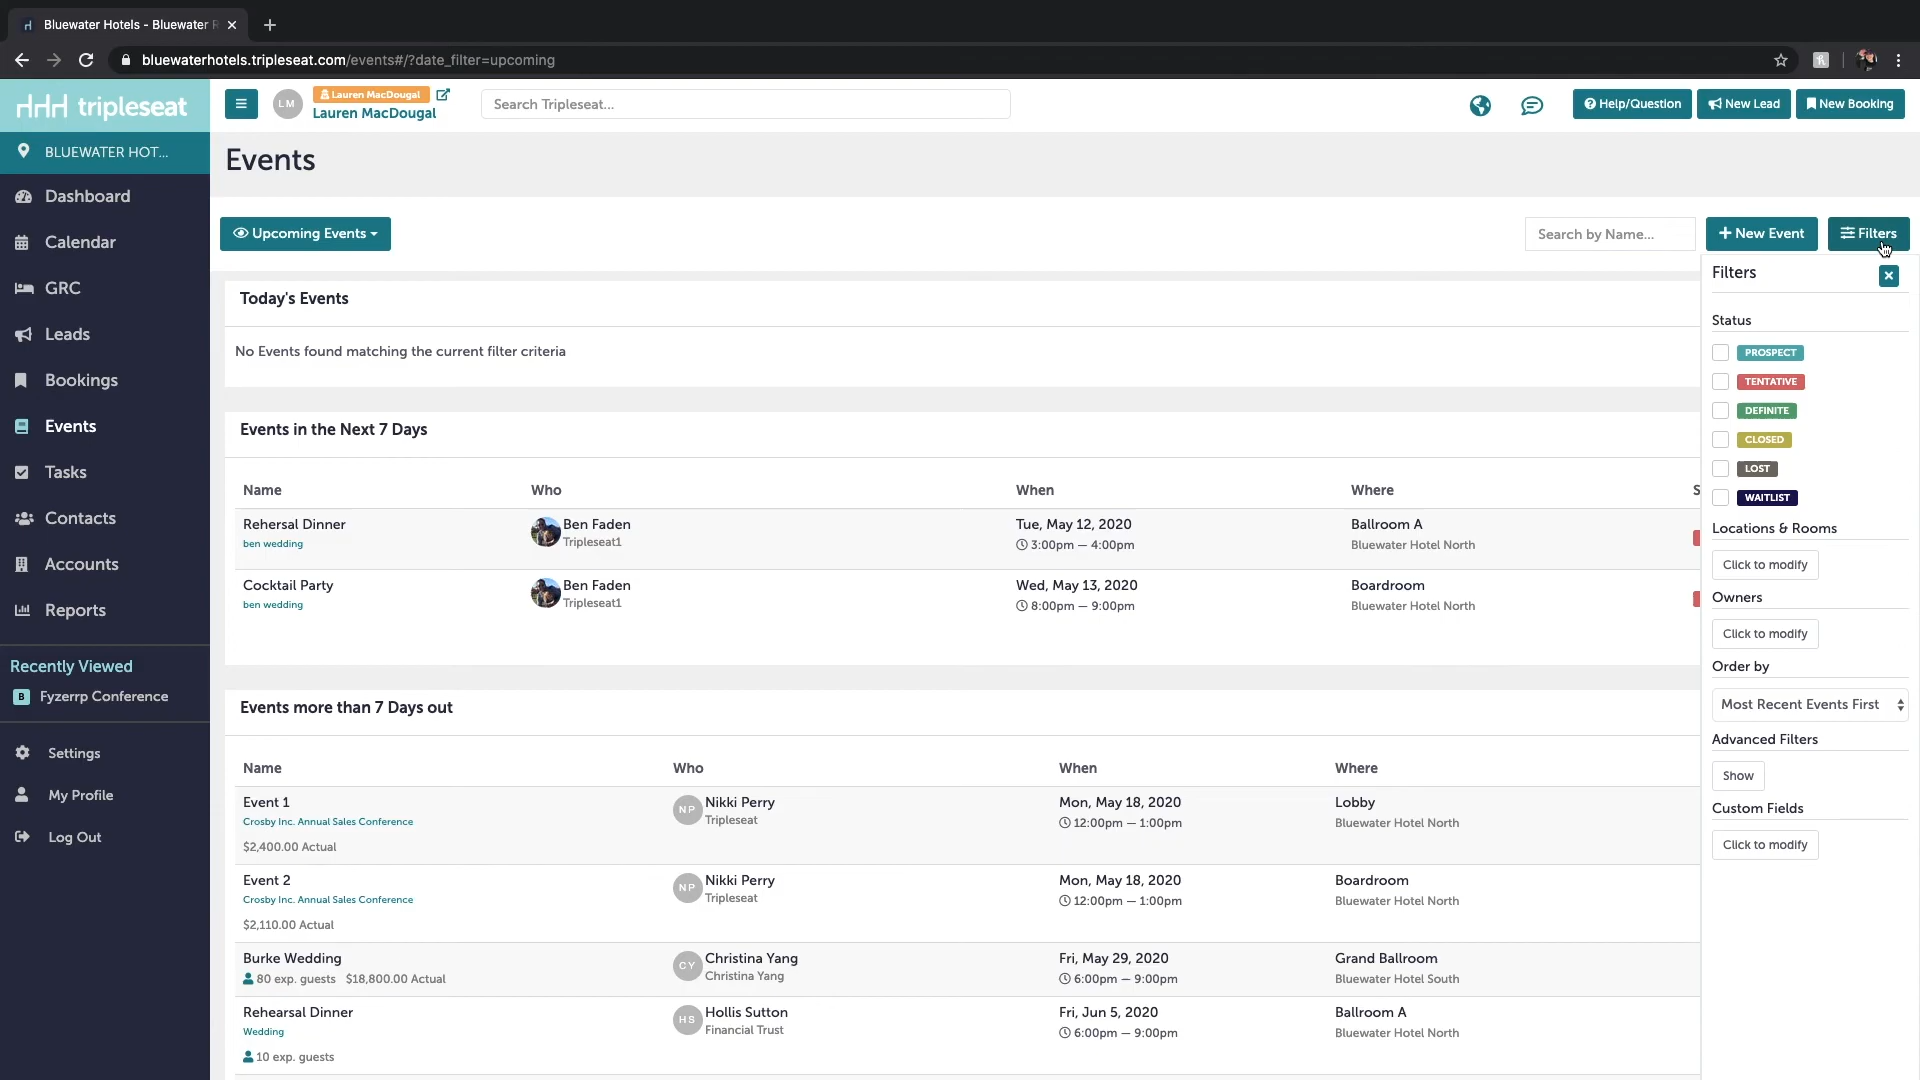 Bluewater Hotels - Bluewater R
bluewaterhotels.tripleseat.com/events#/?date_filter=upcoming
tripleseat
LM
Lauren MacDougal
Lauren MacDougal
Search Tripleseat...
Help/Question
New Lead
New Booking
BLUEWATER HOT...
Dashboard
Calendar
GRC
Leads
Bookings
Events
Tasks
Contacts
Accounts
Reports
Recently Viewed
B Fyzerrp Conference
Settings
My Profile
Log Out
Events
Upcoming Events
Search by Name...
+ New Event
Filters
Today's Events
No Events found matching the current filter criteria
Events in the Next 7 Days
Name Who When Where S
Rehersal Dinner Ben Faden Tue, May 12, 2020 Ballroom A
ben wedding Tripleseat1 3:00pm — 4:00pm Bluewater Hotel North
Cocktail Party Ben Faden Wed, May 13, 2020 Boardroom
ben wedding Tripleseat1 8:00pm — 9:00pm Bluewater Hotel North
Events more than 7 Days out
Name Who When Where
Event 1 NP Nikki Perry Mon, May 18, 2020 Lobby
Crosby Inc. Annual Sales Conference Tripleseat 12:00pm — 1:00pm Bluewater Hotel North
$2,400.00 Actual
Event 2 NP Nikki Perry Mon, May 18, 2020 Boardroom
Crosby Inc. Annual Sales Conference Tripleseat 12:00pm — 1:00pm Bluewater Hotel North
$2,110.00 Actual
Burke Wedding CY Christina Yang Fri, May 29, 2020 Grand Ballroom
80 exp. guests $18,800.00 Actual Christina Yang 6:00pm — 9:00pm Bluewater Hotel South
Rehearsal Dinner HS Hollis Sutton Fri, Jun 5, 2020 Ballroom A
Wedding Financial Trust 6:00pm — 9:00pm Bluewater Hotel North
10 exp. guests
Filters
Status
PROSPECT
TENTATIVE
DEFINITE
CLOSED
LOST
WAITLIST
Locations & Rooms
Click to modify
Owners
Click to modify
Order by
Most Recent Events First
Advanced Filters
Show
Custom Fields
Click to modify